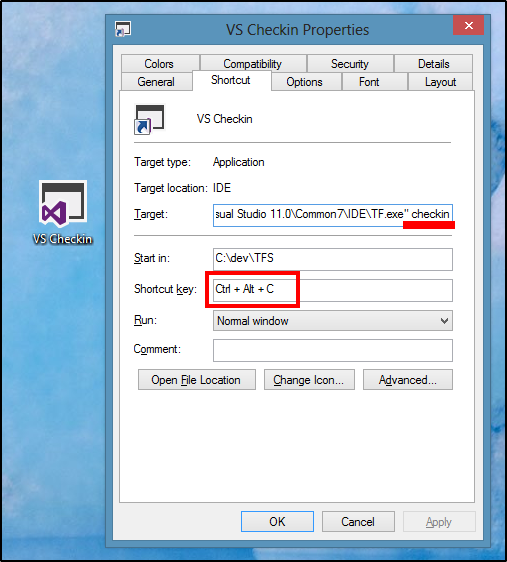 VS Checkin Properties
Colors Compatibility Security Details
General Shortcut Options Font Layout
VS Checkin
Target type: Application
Target location: IDE
Target: sual Studio 11.0\Common7\IDE\TF.exe" checkin
VS Checkin
Start in: C:\dev\TFS
Shortcut key: Ctrl + Alt + C
Run: Normal window
Comment:
Open File Location Change Icon... Advanced...
OK Cancel Apply